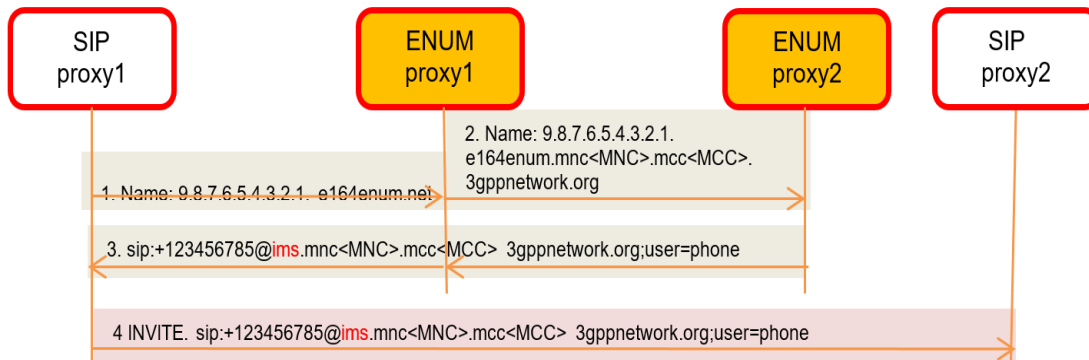 SIP
proxy1
ENUM
proxy1
ENUM
proxy2
SIP
proxy2
2. Name: 9.8.7.6.5.4.3.2.1.
e164enum.mnc<MNC>.mcc<MCC>.
3gppnetwork.org
1. Name: 9.8.7.6.5.4.3.2.1. e164enum.net
3. sip:+123456785@ims.mnc<MNC>.mcc<MCC> 3gppnetwork.org;user=phone
4 INVITE. sip:+123456785@ims.mnc<MNC>.mcc<MCC> 3gppnetwork.org;user=phone